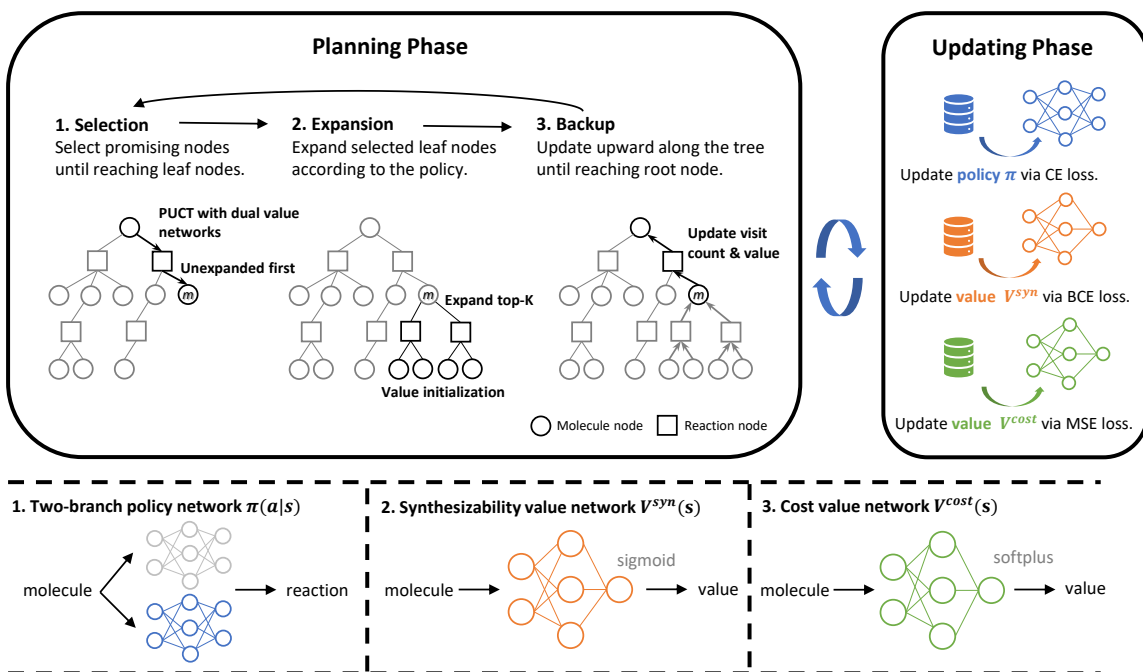 Planning Phase
1. Selection
Select promising nodes
until reaching leaf nodes.
2. Expansion
Expand selected leaf nodes
according to the policy.
3. Backup
Update upward along the tree
until reaching root node.
PUCT with dual value
networks
Unexpanded first
m
m
Expand top-K
Value initialization
Update visit
count & value
m
Molecule node
Reaction node
Updating Phase
Update policy π via CE loss.
Update value V^{syn} via BCE loss.
Update value V^{cost} via MSE loss.
1. Two-branch policy network π(a|s)
molecule
reaction
2. Synthesizability value network V^{syn}(s)
sigmoid
molecule
value
3. Cost value network V^{cost}(s)
softplus
molecule
value